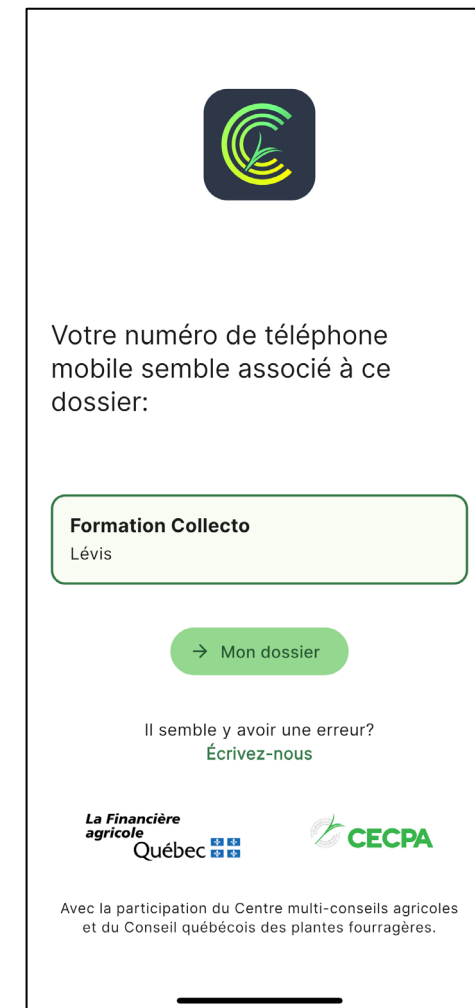 Votre numéro de téléphone
mobile semble associé à ce
dossier:
Formation Collecto
Lévis
→ Mon dossier
Il semble y avoir une erreur?
Écrivez-nous
La Financière
agricole
Québec
CECPA
Avec la participation du Centre multi-conseils agricoles
et du Conseil québécois des plantes fourragères.